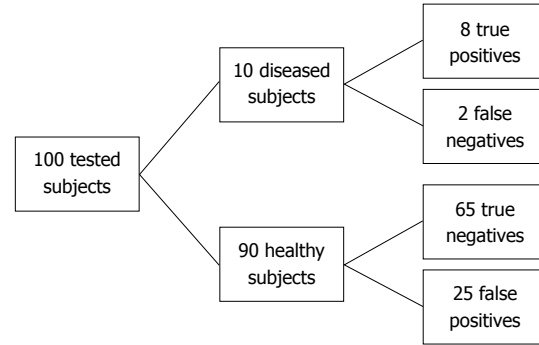 100 tested
subjects
10 diseased
subjects
8 true
positives
2 false
negatives
90 healthy
subjects
65 true
negatives
25 false
positives